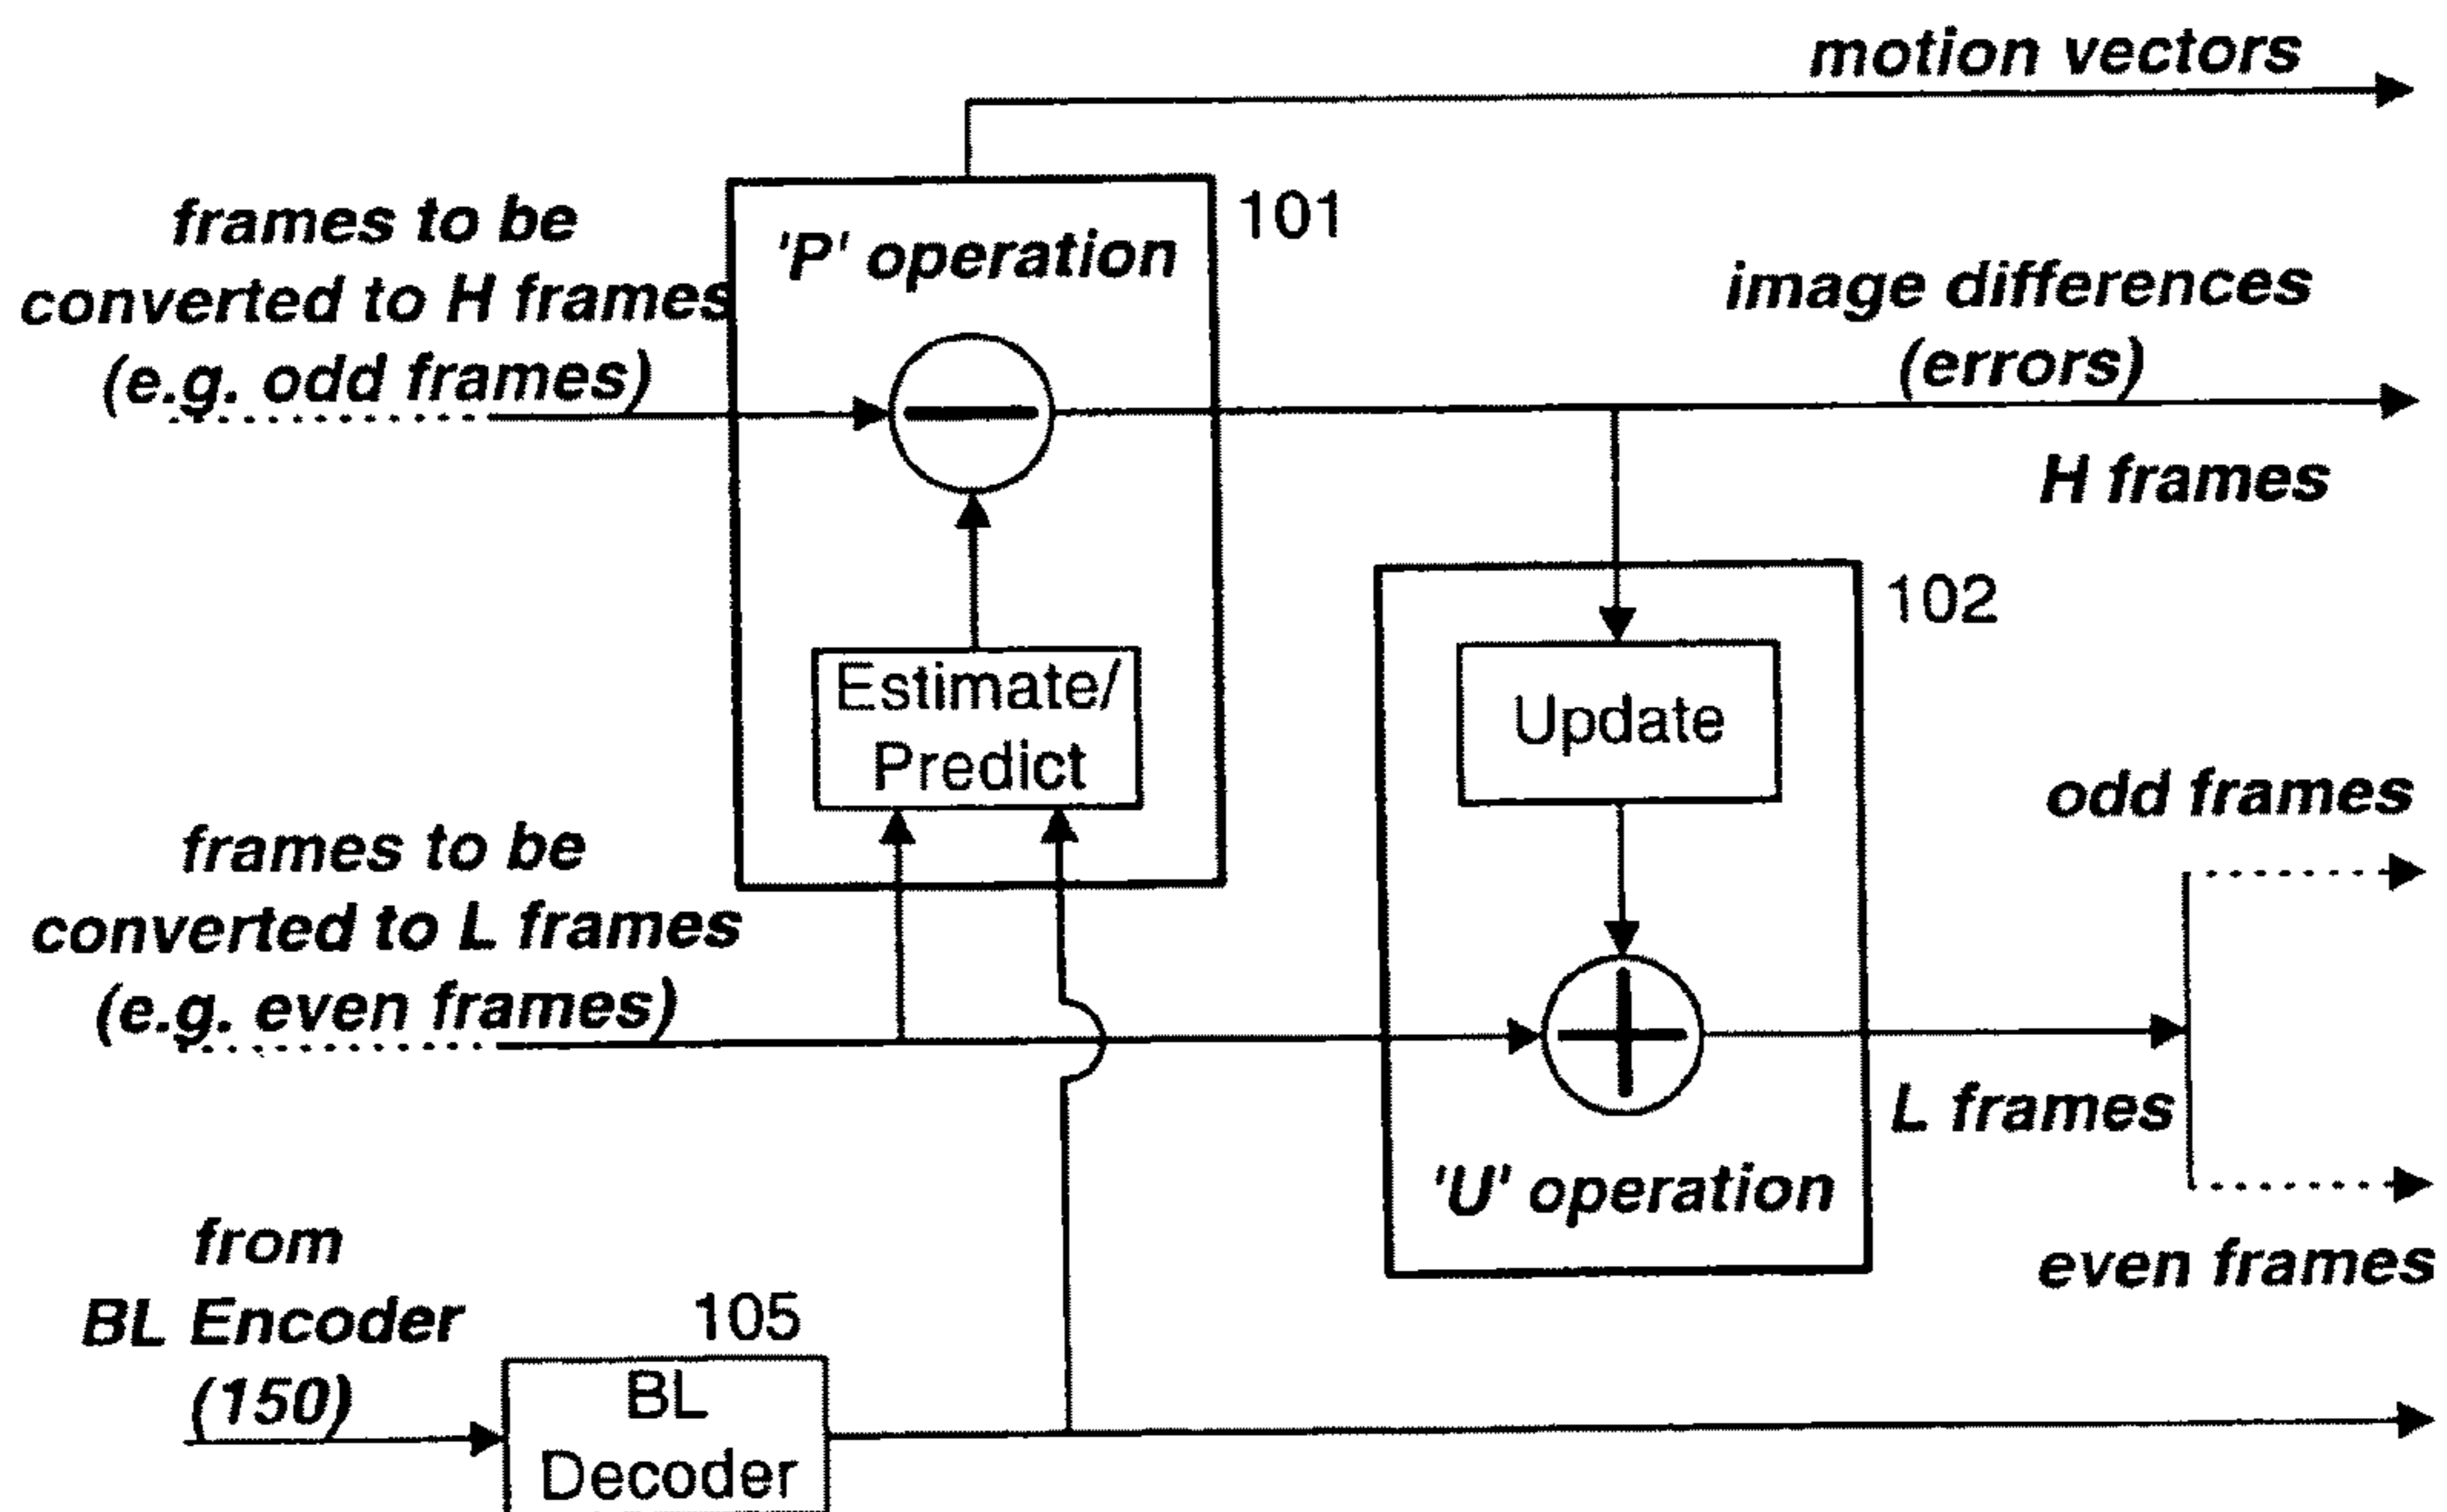 motion vectors
frames to be
converted to H frames
(e.g. odd frames)
'P' operation
101
image differences
(errors)
H frames
Estimate/
Predict
102
Update
odd frames
frames to be
converted to L frames
(e.g. even frames)
L frames
'U' operation
even frames
from
BL Encoder
(150)
105
BL
Decoder